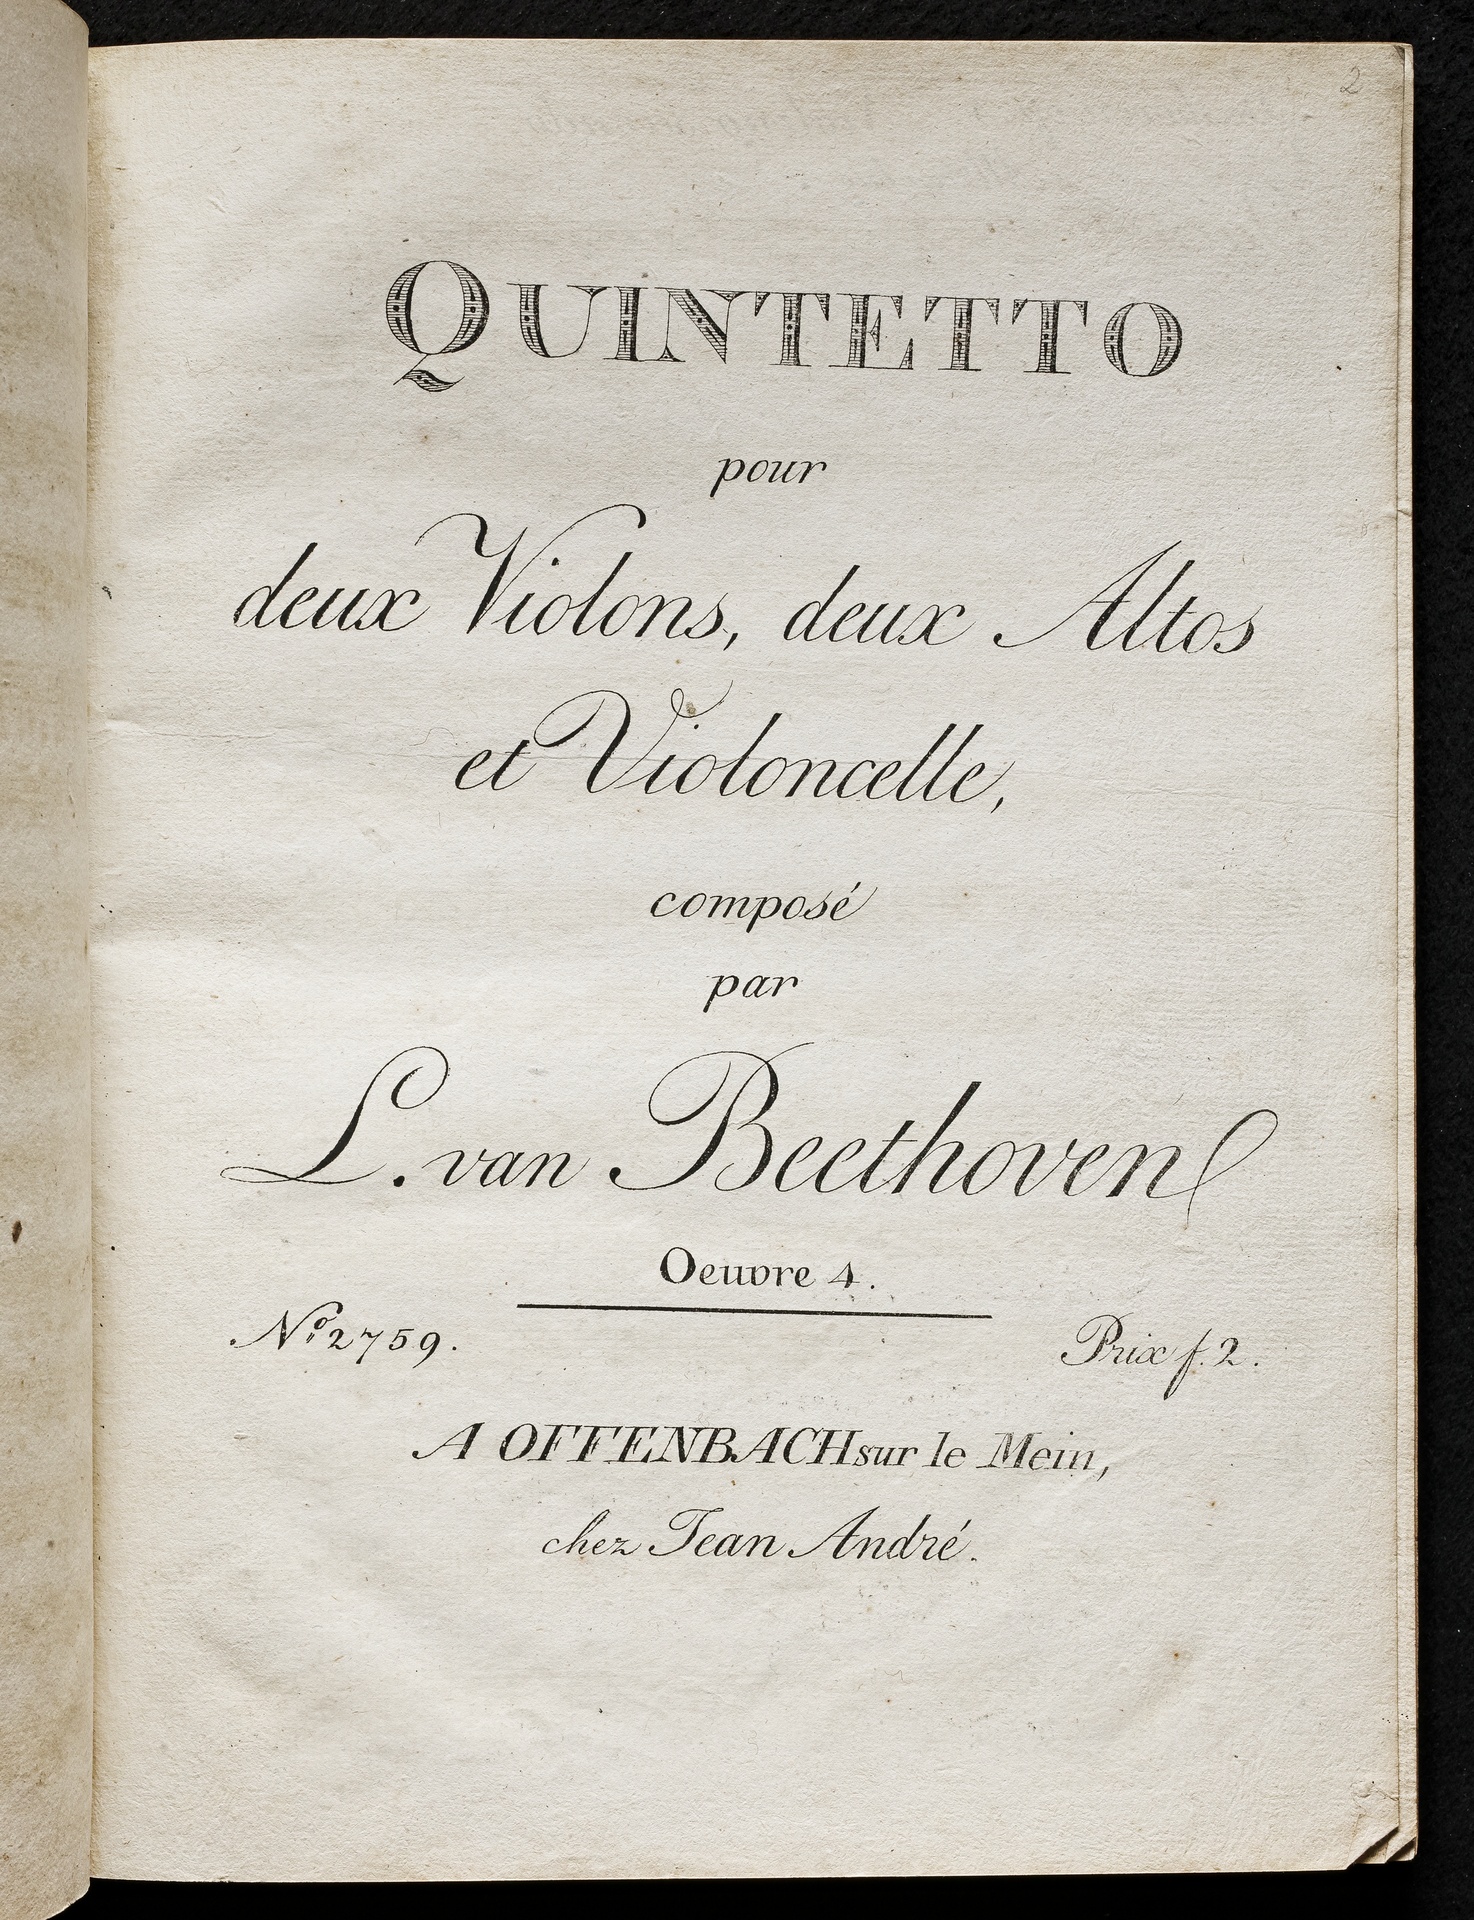 2
QUINTETTO
pour
deux Violons, deux Altos
et Violoncelle,
composé
par
L. van Beethoven
Oeuvre 4.
No. 2759.
Prix f. 2.
A OFFENBACH sur le Mein,
chez Jean André.